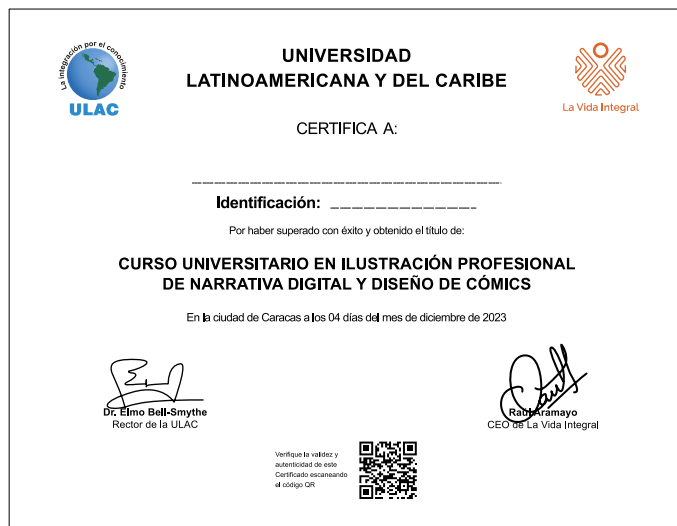 La integración por el conocimiento
ULAC
UNIVERSIDAD
LATINOAMERICANA Y DEL CARIBE
La Vida Integral
CERTIFICA A:
Identificación:
Por haber superado con éxito y obtenido el título de:
CURSO UNIVERSITARIO EN ILUSTRACIÓN PROFESIONAL
DE NARRATIVA DIGITAL Y DISEÑO DE CÓMICS
En la ciudad de Caracas a los 04 días del mes de diciembre de 2023
Dr. Elmo Bell-Smythe
Rector de la ULAC
Raúl Aramayo
CEO de La Vida Integral
Verifique la validez y
autenticidad de este
Certificado escaneando
el código QR